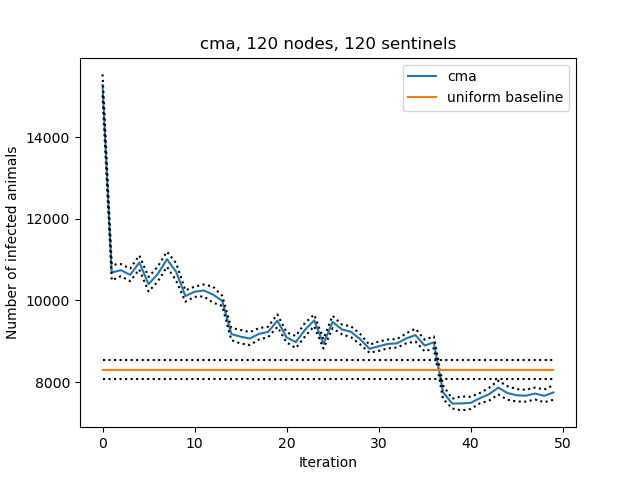 cma, 120 nodes, 120 sentinels
cma
uniform baseline
Number of infected animals
14000
12000
10000
8000
0 10 20 30 40 50
Iteration